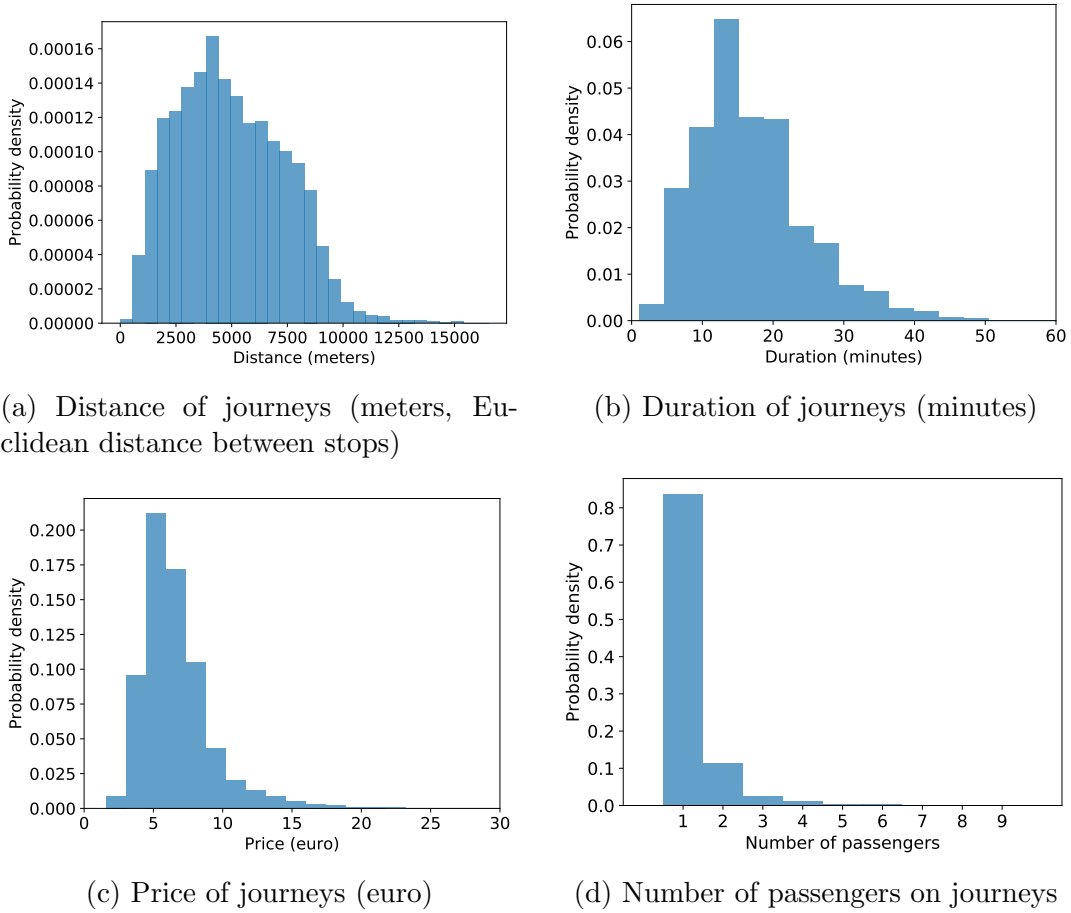 0.00016
0.00014
0.00012
0.00010
0.00008
0.00006
0.00004
0.00002
0.00000
Probability density
0 2500 5000 7500 10000 12500 15000
Distance (meters)
(a) Distance of journeys (meters, Eu-
clidean distance between stops)
0.06
0.05
0.04
0.03
0.02
0.01
0.00
Probability density
0 10 20 30 40 50 60
Duration (minutes)
(b) Duration of journeys (minutes)
0.200
0.175
0.150
0.125
0.100
0.075
0.050
0.025
0.000
Probability density
0 5 10 15 20 25 30
Price (euro)
(c) Price of journeys (euro)
0.8
0.7
0.6
0.5
0.4
0.3
0.2
0.1
0.0
Probability density
1 2 3 4 5 6 7 8 9
Number of passengers
(d) Number of passengers on journeys